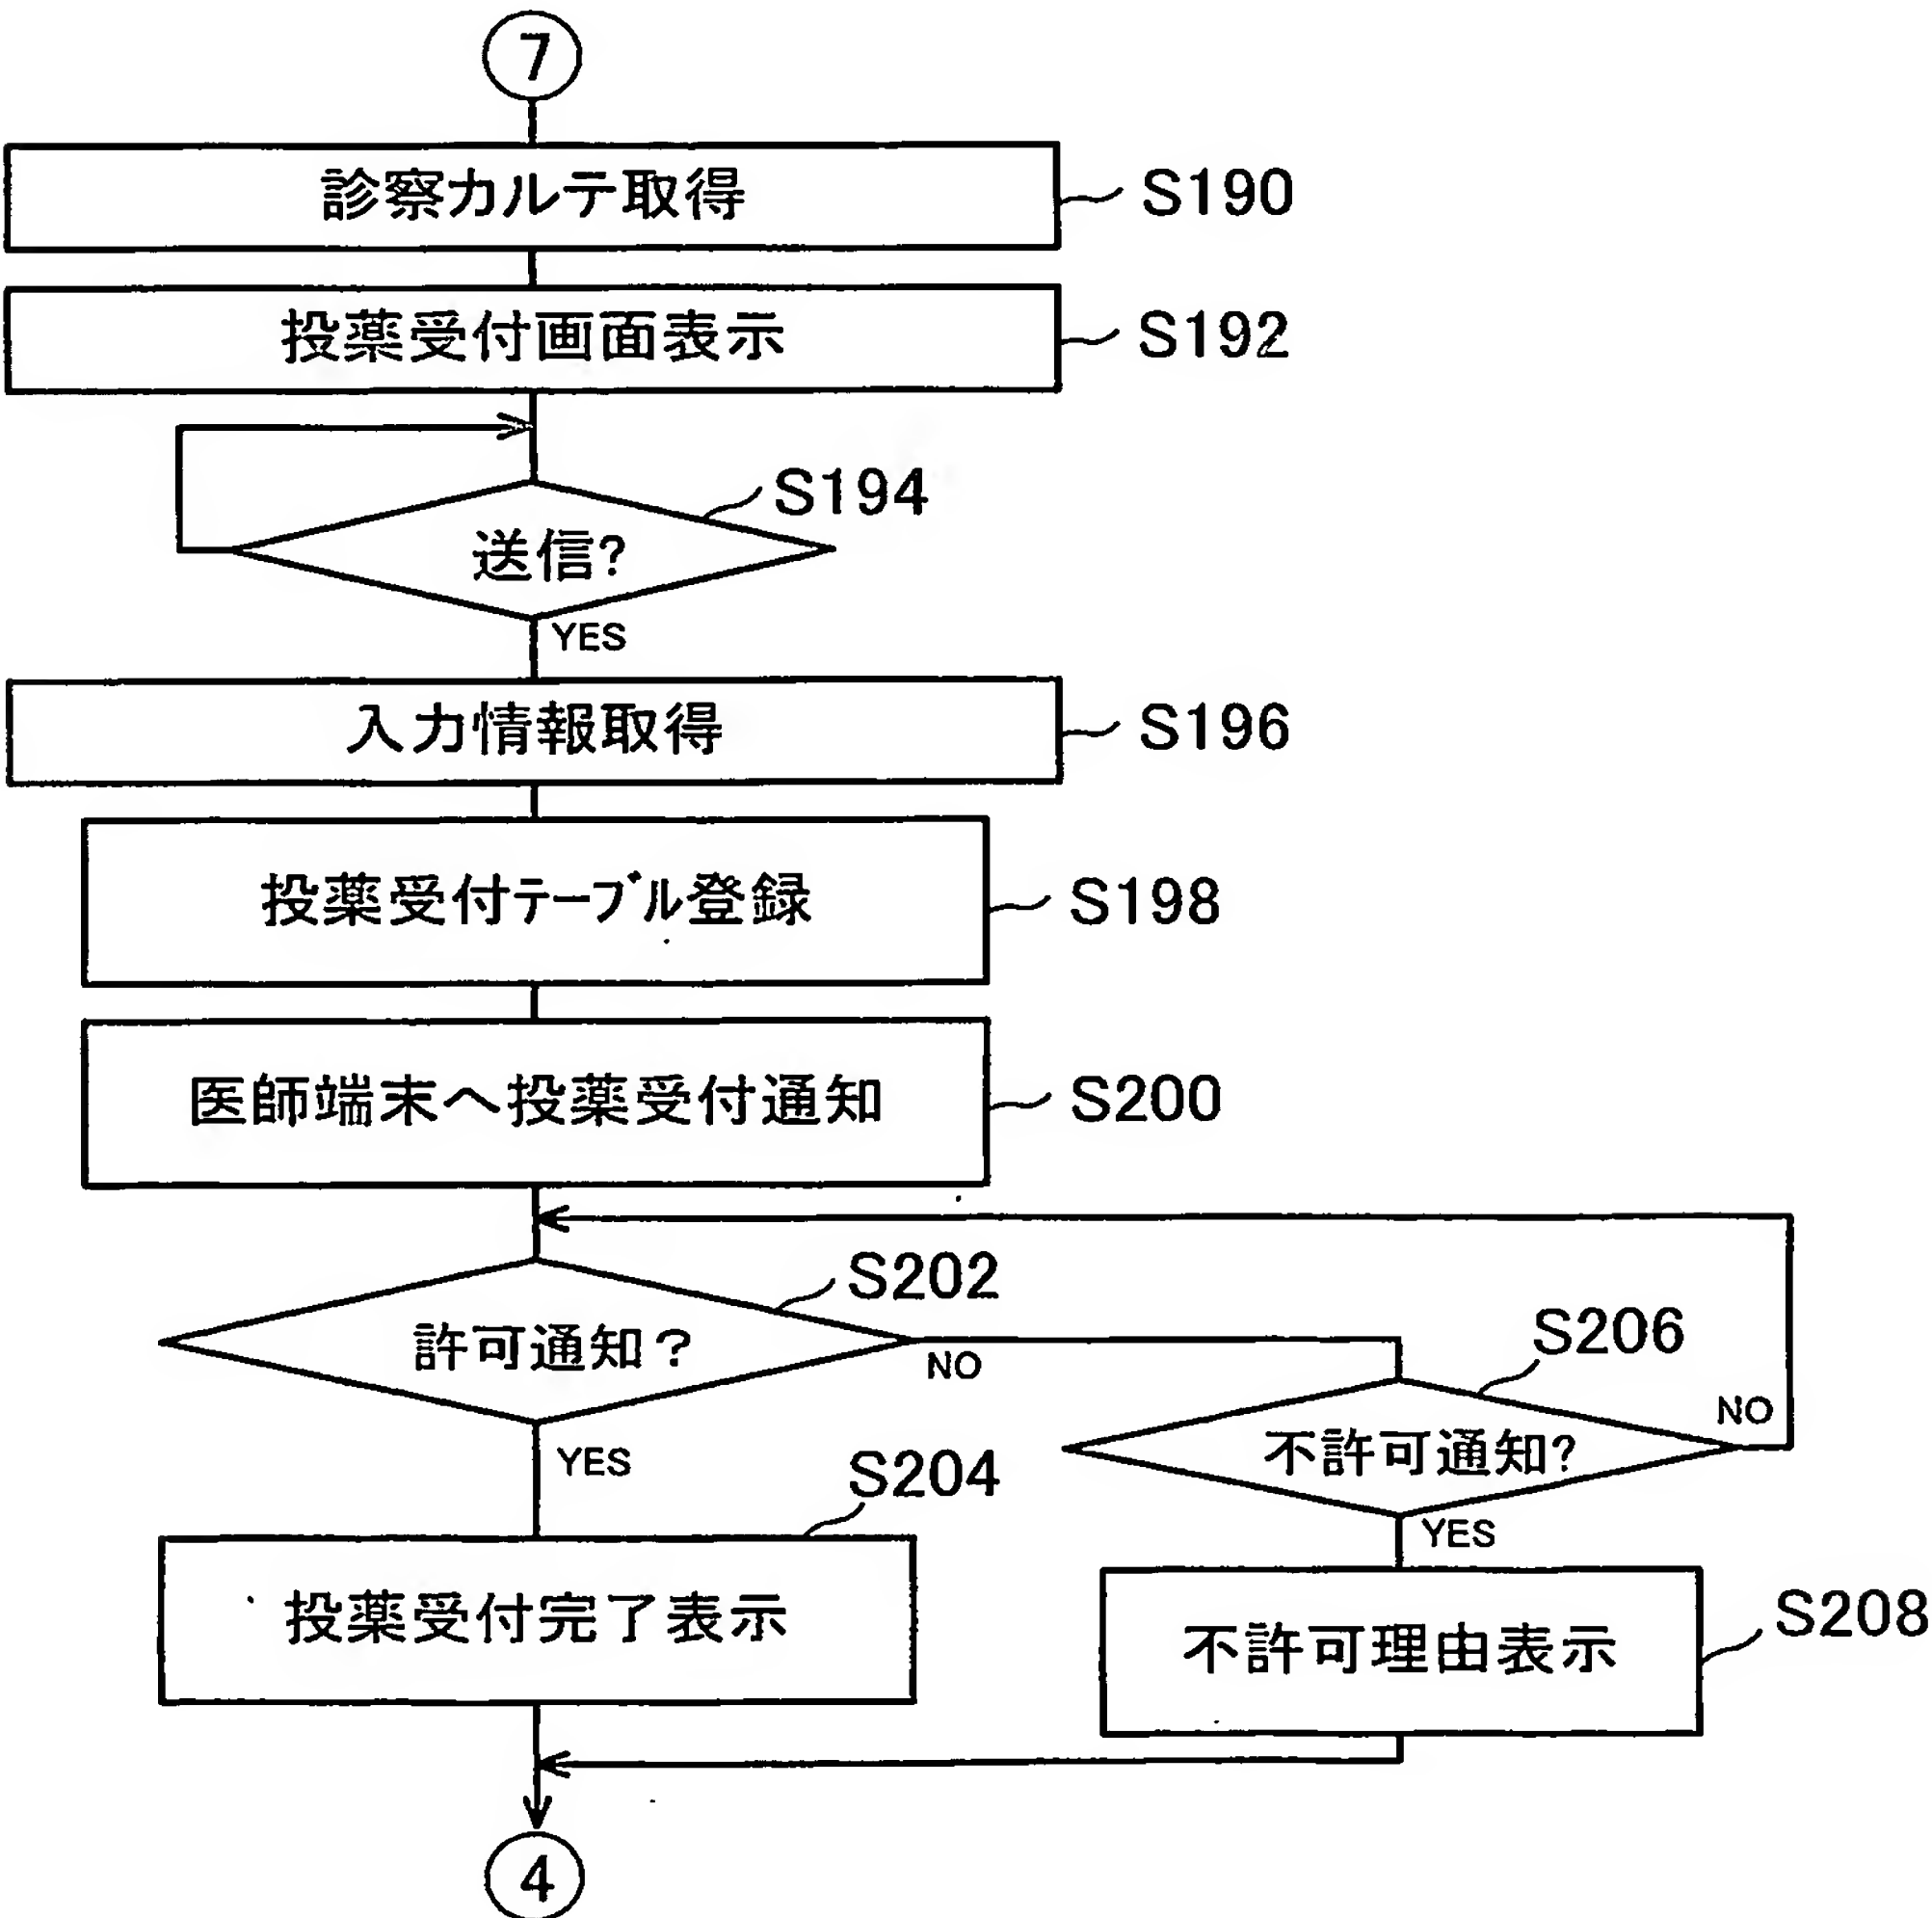 7
診察カルテ取得
S190
投薬受付画面表示
S192
S194
送信?
YES
入力情報取得
S196
投薬受付テーブル登録
S198
医師端末へ投薬受付通知
S200
S202
許可通知?
NO
S206
不許可通知?
NO
YES
S204
YES
投薬受付完了表示
不許可理由表示
S208
4